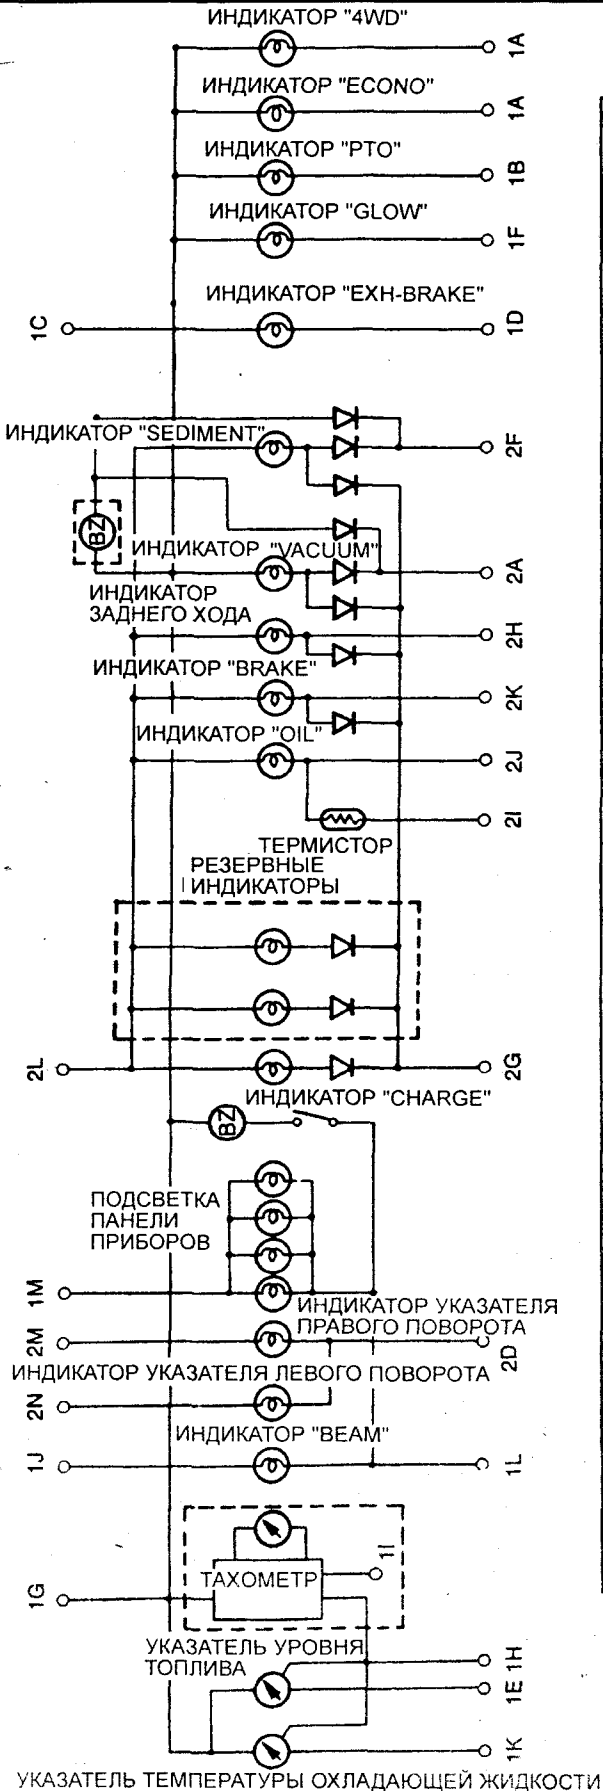 ИНДИКАТОР "4WD"
1A
ИНДИКАТОР "ECONO"
1A
ИНДИКАТОР "PTO"
1B
ИНДИКАТОР "GLOW"
1F
ИНДИКАТОР "EXH-BRAKE"
1C
1D
ИНДИКАТОР "SEDIMENT"
2F
BZ
ИНДИКАТОР "VACUUM"
2A
ИНДИКАТОР
ЗАДНЕГО ХОДА
2H
ИНДИКАТОР "BRAKE"
2K
ИНДИКАТОР "OIL"
2J
2I
ТЕРМИСТОР
РЕЗЕРВНЫЕ
ИНДИКАТОРЫ
2L
2G
ИНДИКАТОР "CHARGE"
BZ
ПОДСВЕТКА
ПАНЕЛИ
ПРИБОРОВ
1M
ИНДИКАТОР УКАЗАТЕЛЯ
ПРАВОГО ПОВОРОТА
2M
2D
ИНДИКАТОР УКАЗАТЕЛЯ ЛЕВОГО ПОВОРОТА
2N
ИНДИКАТОР "BEAM"
1J
1L
ТАХОМЕТР
1I
1G
УКАЗАТЕЛЬ УРОВНЯ
ТОПЛИВА
1H
1E
1K
УКАЗАТЕЛЬ ТЕМПЕРАТУРЫ ОХЛАДАЮЩЕЙ ЖИДКОСТИ